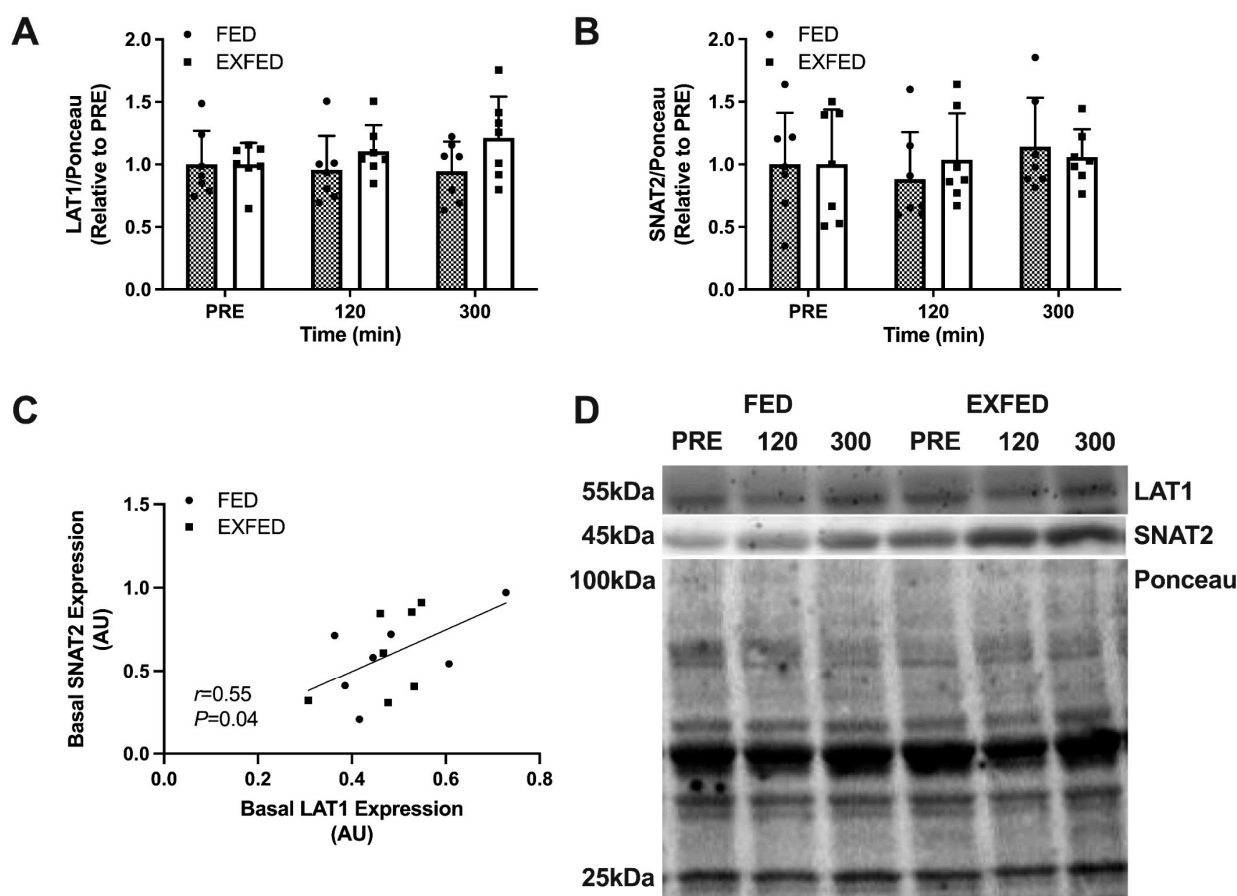 A
FED
EXFED
LAT1/Ponceau
(Relative to PRE)
2.0
1.5
1.0
0.5
0.0
PRE
120
300
Time (min)
B
FED
EXFED
SNAT2/Ponceau
(Relative to PRE)
2.0
1.5
1.0
0.5
0.0
PRE
120
300
Time (min)
C
FED
EXFED
Basal SNAT2 Expression
(AU)
1.5
1.0
0.5
0.0
r=0.55
P=0.04
0.0
0.2
0.4
0.6
0.8
Basal LAT1 Expression
(AU)
D
FED
EXFED
PRE 120 300 PRE 120 300
55kDa
LAT1
45kDa
SNAT2
100kDa
Ponceau
25kDa